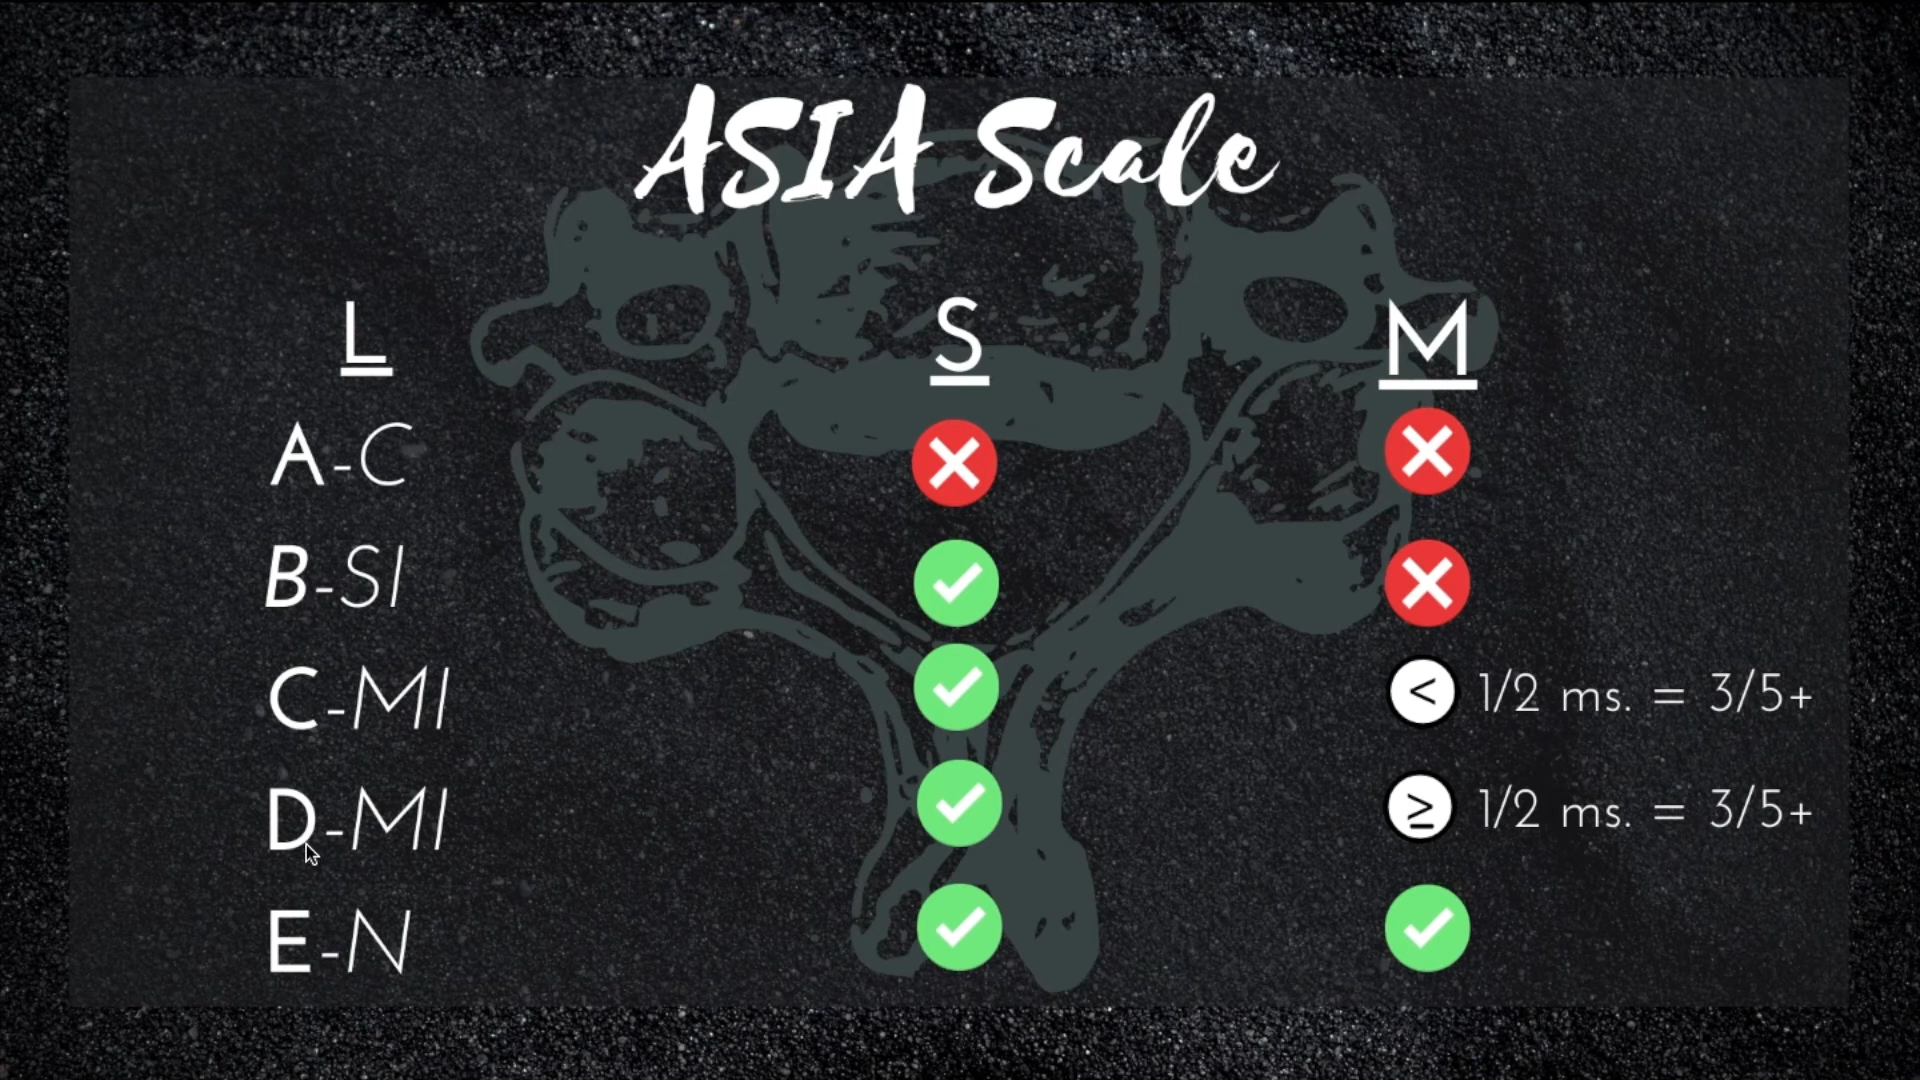 ASIA Scale
L S M
A-C
B-SI
C-MI < 1/2 ms. = 3/5+
D-MI ≥ 1/2 ms. = 3/5+
E-N